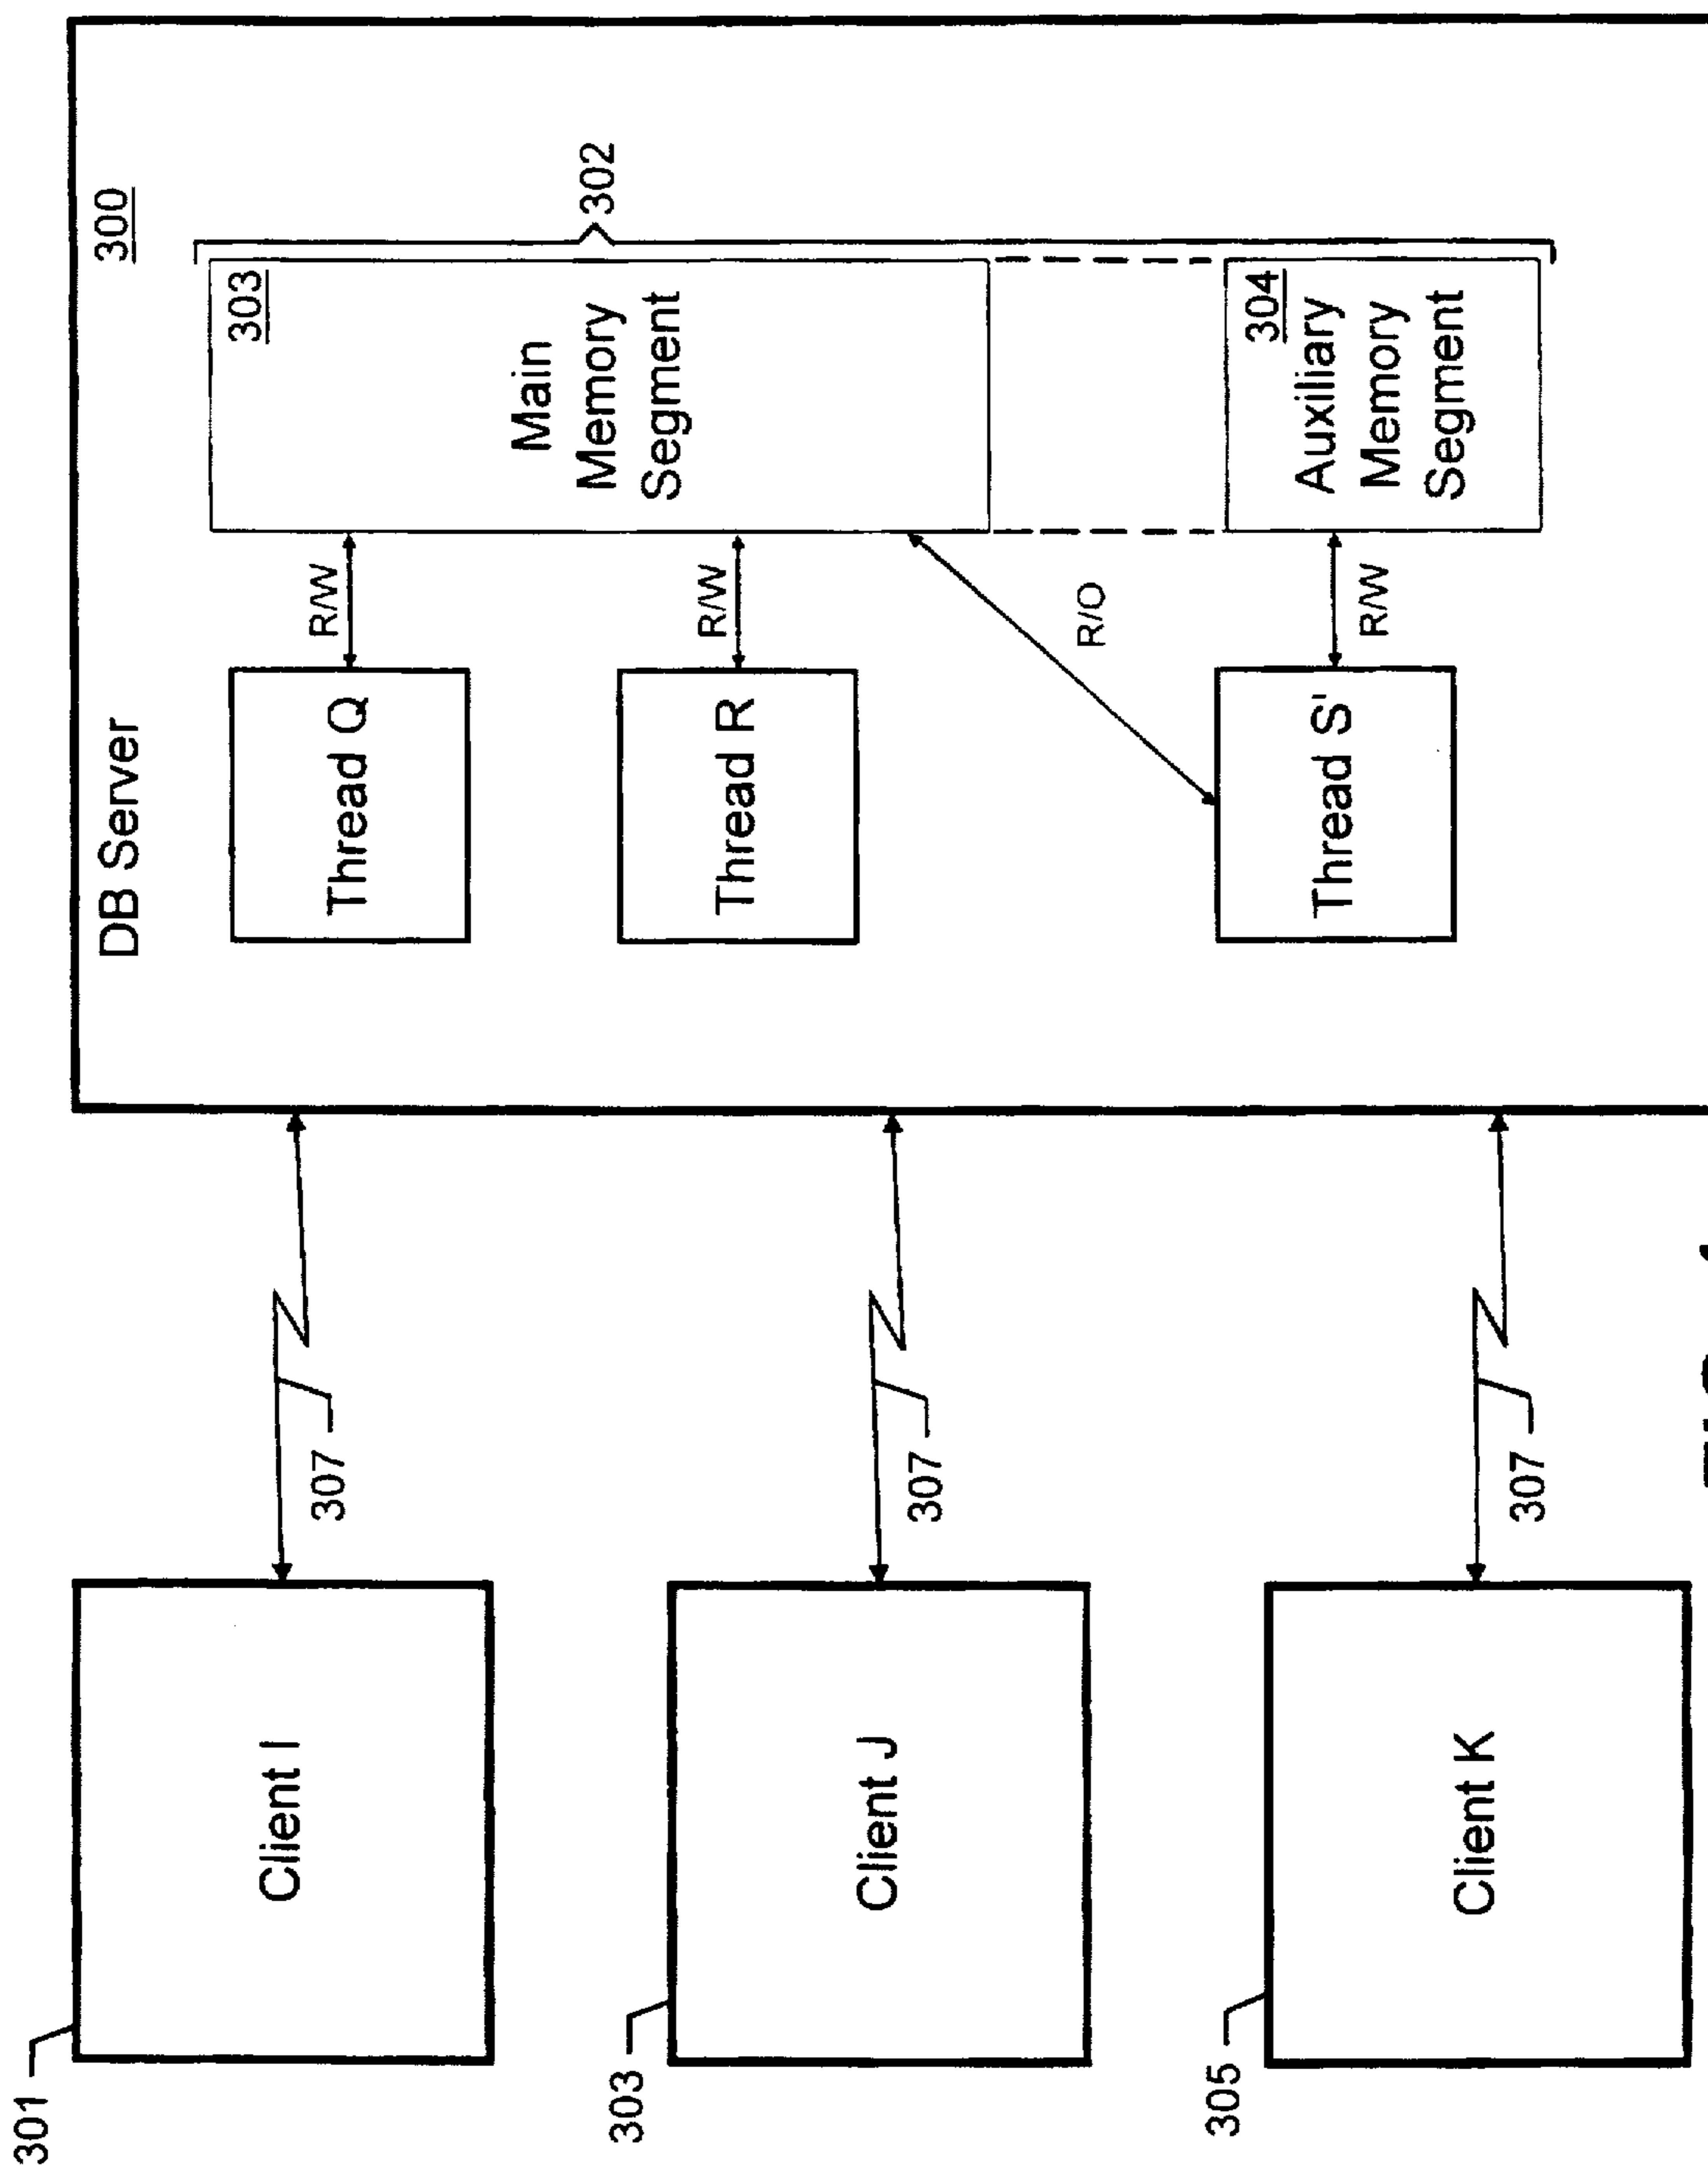 300
DB Server
303
Main
Memory
Segment
302
304
Auxiliary
Memory
Segment
Thread Q
R/W
Thread R
R/W
R/O
Thread S'
R/W
307
307
307
301
Client I
303
Client J
305
Client K